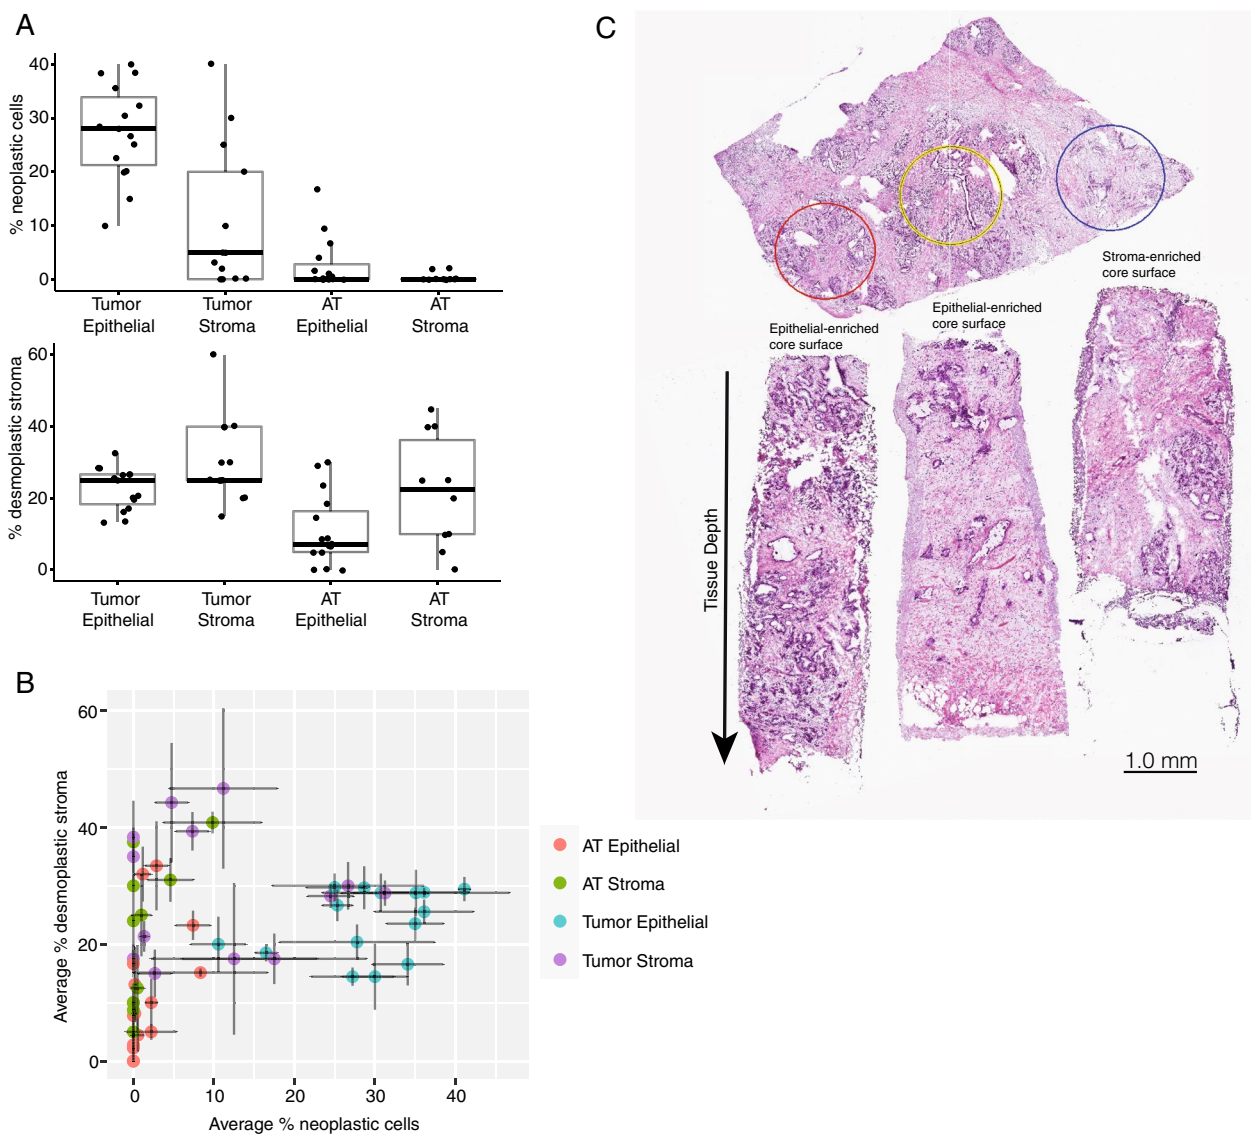 A
% neoplastic cells
40
30
20
10
0
Tumor
Epithelial
Tumor
Stroma
AT
Epithelial
AT
Stroma
% desmoplastic stroma
60
40
20
0
Tumor
Epithelial
Tumor
Stroma
AT
Epithelial
AT
Stroma
B
Average % desmoplastic stroma
60
40
20
0
0
10
20
30
40
Average % neoplastic cells
AT Epithelial
AT Stroma
Tumor Epithelial
Tumor Stroma
C
Stroma-enriched
core surface
Epithelial-enriched
core surface
Epithelial-enriched
core surface
Tissue Depth
1.0 mm